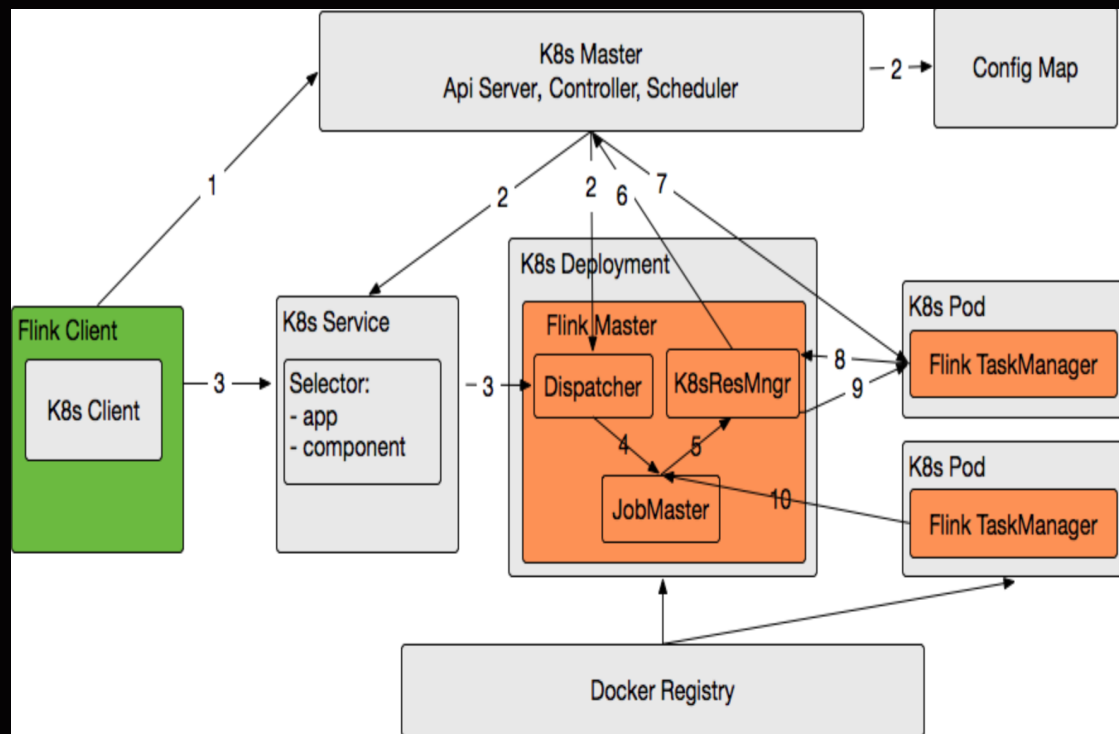 K8s Master
Api Server, Controller, Scheduler
2
Config Map
1
2
2
6
7
K8s Deployment
Flink Client
K8s Client
3
K8s Service
Selector:
- app
- component
3
Flink Master
Dispatcher
K8sResMngr
4
5
JobMaster
8
9
10
K8s Pod
Flink TaskManager
K8s Pod
Flink TaskManager
Docker Registry